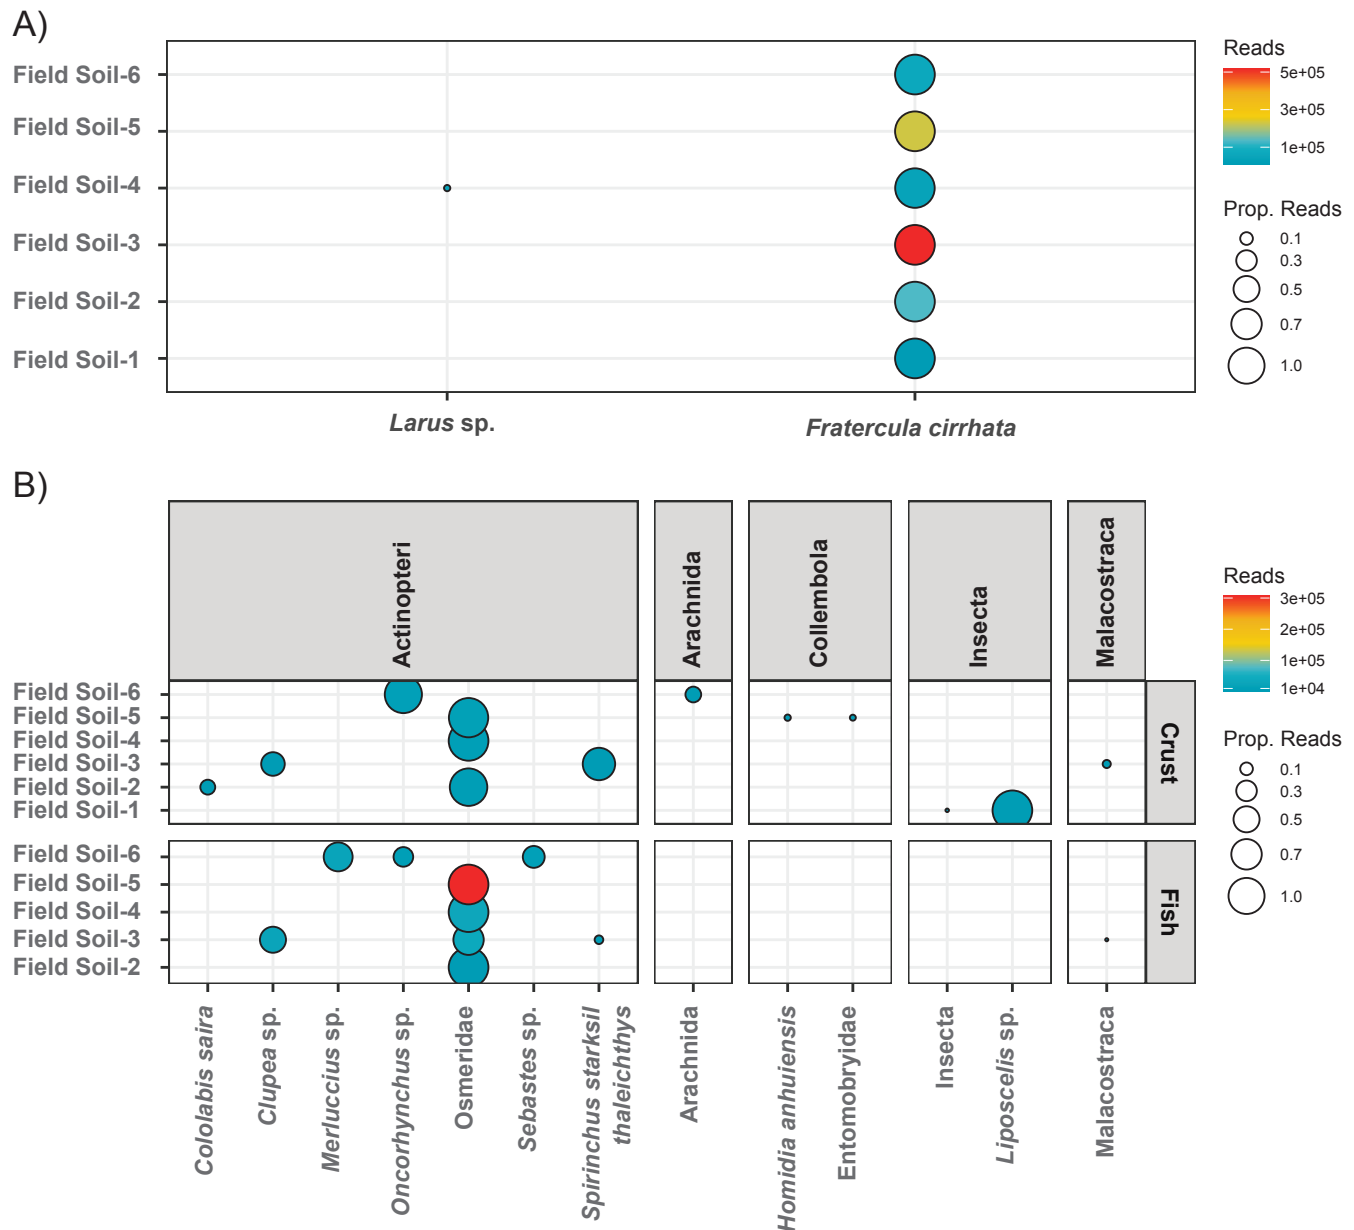 A)
Field Soil-6
Field Soil-5
Field Soil-4
Field Soil-3
Field Soil-2
Field Soil-1
Larus sp.
Fratercula cirrhata
Reads
5e+05
3e+05
1e+05
Prop. Reads
0.1
0.3
0.5
0.7
1.0
B)
Actinopteri
Arachnida
Collembola
Insecta
Malacostraca
Field Soil-6
Field Soil-5
Field Soil-4
Field Soil-3
Field Soil-2
Field Soil-1
Crust
Field Soil-6
Field Soil-5
Field Soil-4
Field Soil-3
Field Soil-2
Fish
Cololabis saira
Clupea sp.
Merluccius sp.
Oncorhynchus sp.
Osmeridae
Sebastes sp.
Spirinchus starksil
thaleichthys
Arachnida
Homidia anhuiensis
Entomobryidae
Insecta
Liposcelis sp.
Malacostraca
Reads
3e+05
2e+05
1e+05
1e+04
Prop. Reads
0.1
0.3
0.5
0.7
1.0